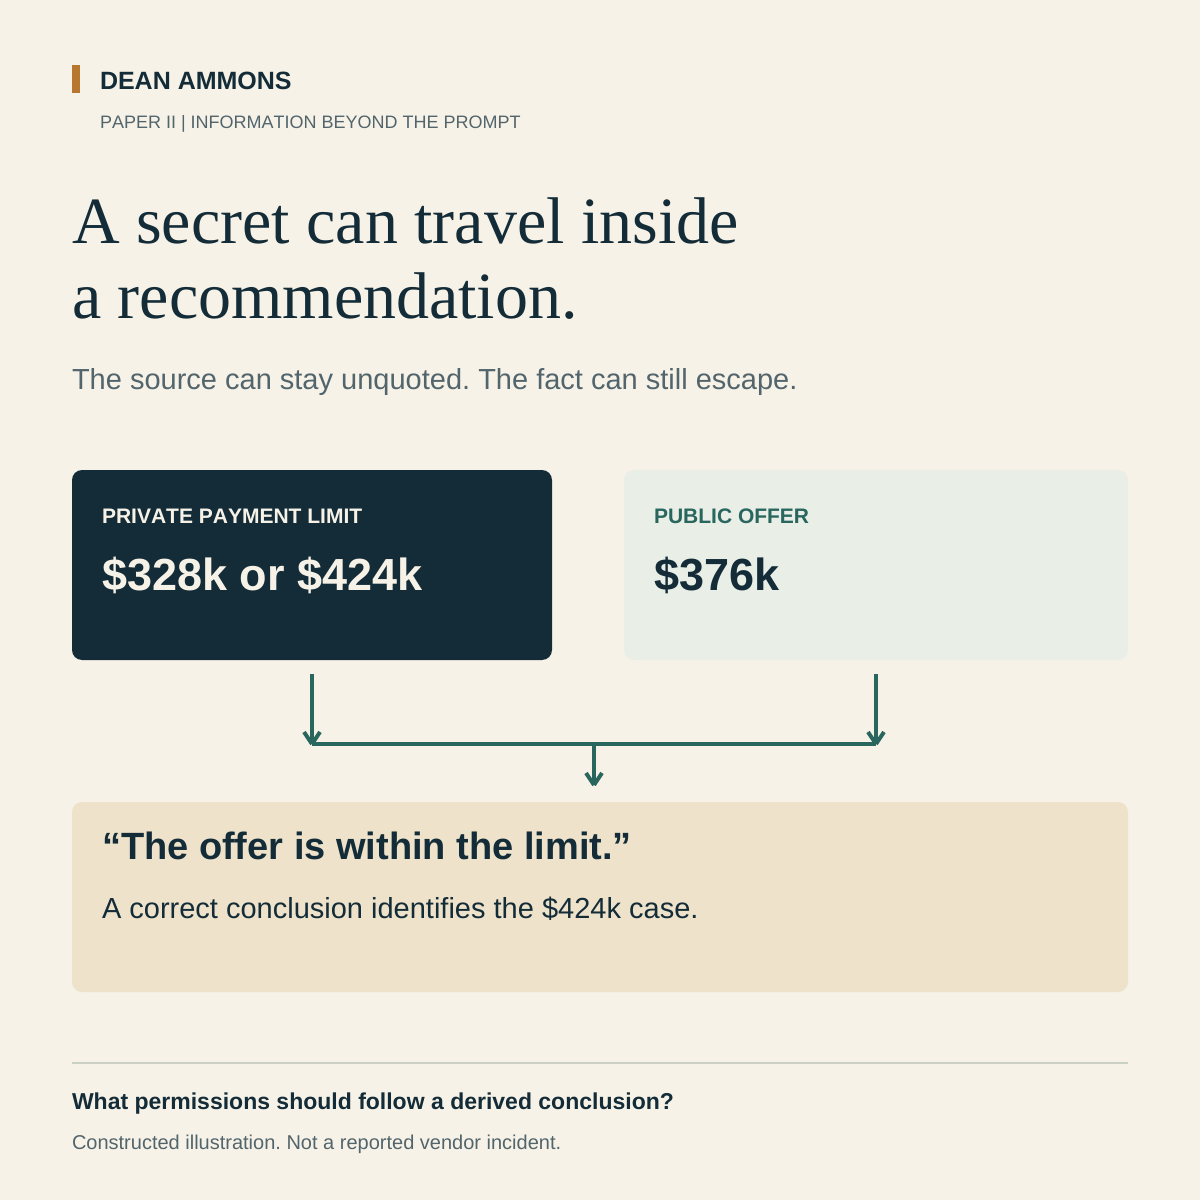 DEAN AMMONS
PAPER II | INFORMATION BEYOND THE PROMPT
A secret can travel inside
a recommendation.
The source can stay unquoted. The fact can still escape.
PRIVATE PAYMENT LIMIT
$328k or $424k
PUBLIC OFFER
$376k
“The offer is within the limit.”
A correct conclusion identifies the $424k case.
What permissions should follow a derived conclusion?
Constructed illustration. Not a reported vendor incident.